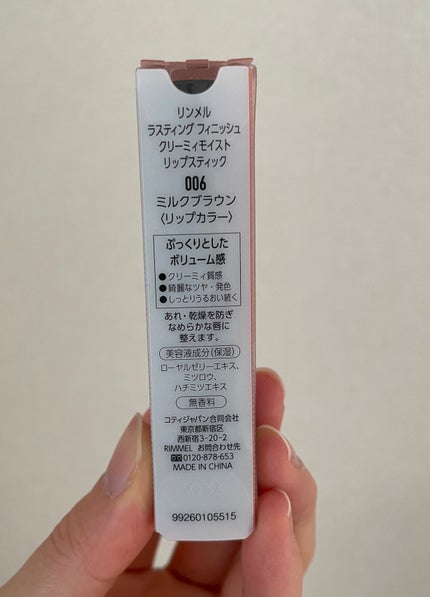 リンメル
ラスティング フィニッシュ
クリーミィモイスト
リップスティック
006
ミルクブラウン
〈リップカラー〉
ぷっくりとした
ボリューム感
●クリーミィ質感
●綺麗なツヤ・発色
●しっとりうるおい続く
あれ・乾燥を防ぎ
なめらかな唇に
整えます。
美容液成分(保湿)
ローヤルゼリーエキス、
ミツロウ、
ハチミツエキス
無香料
コティジャパン合同会社
東京都新宿区
西新宿3-20-2
RIMMEL お問合わせ先
0120-878-653
MADE IN CHINA
99260105515